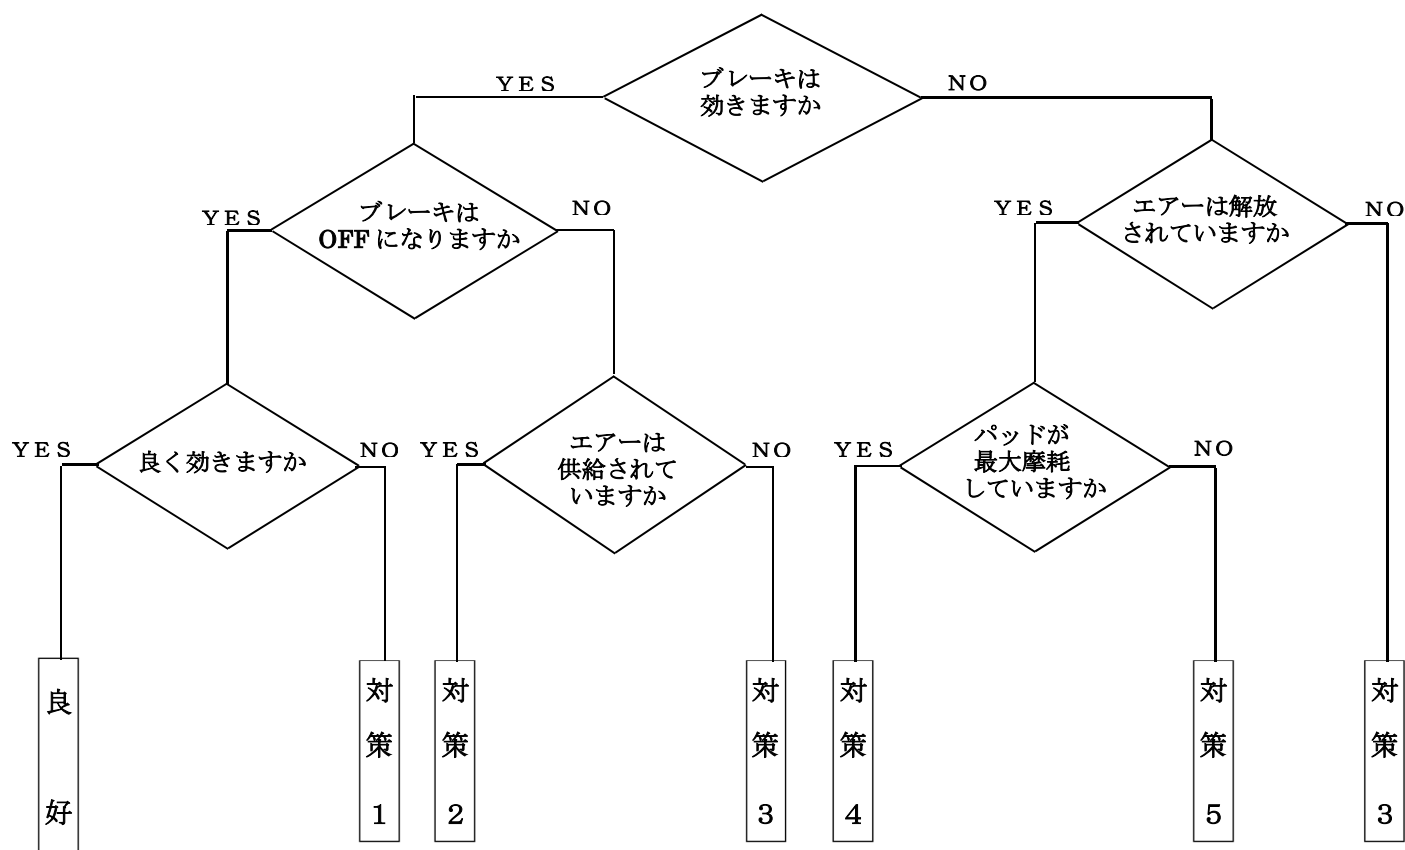 ブレーキは
効きますか
YES
NO
ブレーキは
OFFになりますか
YES
NO
エアーは解放
されていますか
YES
NO
良く効きますか
YES
NO
エアーは
供給されて
いますか
YES
NO
パッドが
最大摩耗
していますか
YES
NO
良好
対策1
対策2
対策3
対策4
対策5
対策3